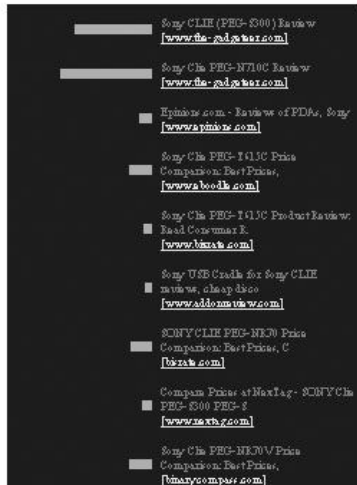 Sony CLIE (PEG-S300) Review
[www.the-gadgeteer.com]
Sony Clie PEG-N710C Review
[www.the-gadgeteer.com]
Epinions.com - Reviews of PDAs, Sony
[www.epinions.com]
Sony Clie PEG-T615C Price
Comparison: Best Prices,
[www.aboodle.com]
Sony Clie PEG-T615C Product Review:
Read Consumer R.
[www.bizrate.com]
Sony USB Cradle for Sony CLIE
reviews, cheap disco
[www.addonreview.com]
SONY CLIE PEG-NR70 Price
Comparison: Best Prices, C
[bizrate.com]
Compare Prices at NexTag - SONY Clie
PEG-S300 PEG-S
[www.nextag.com]
Sony Clie PEG-NR70V Price
Comparison: Best Prices,
[binarycompass.com]